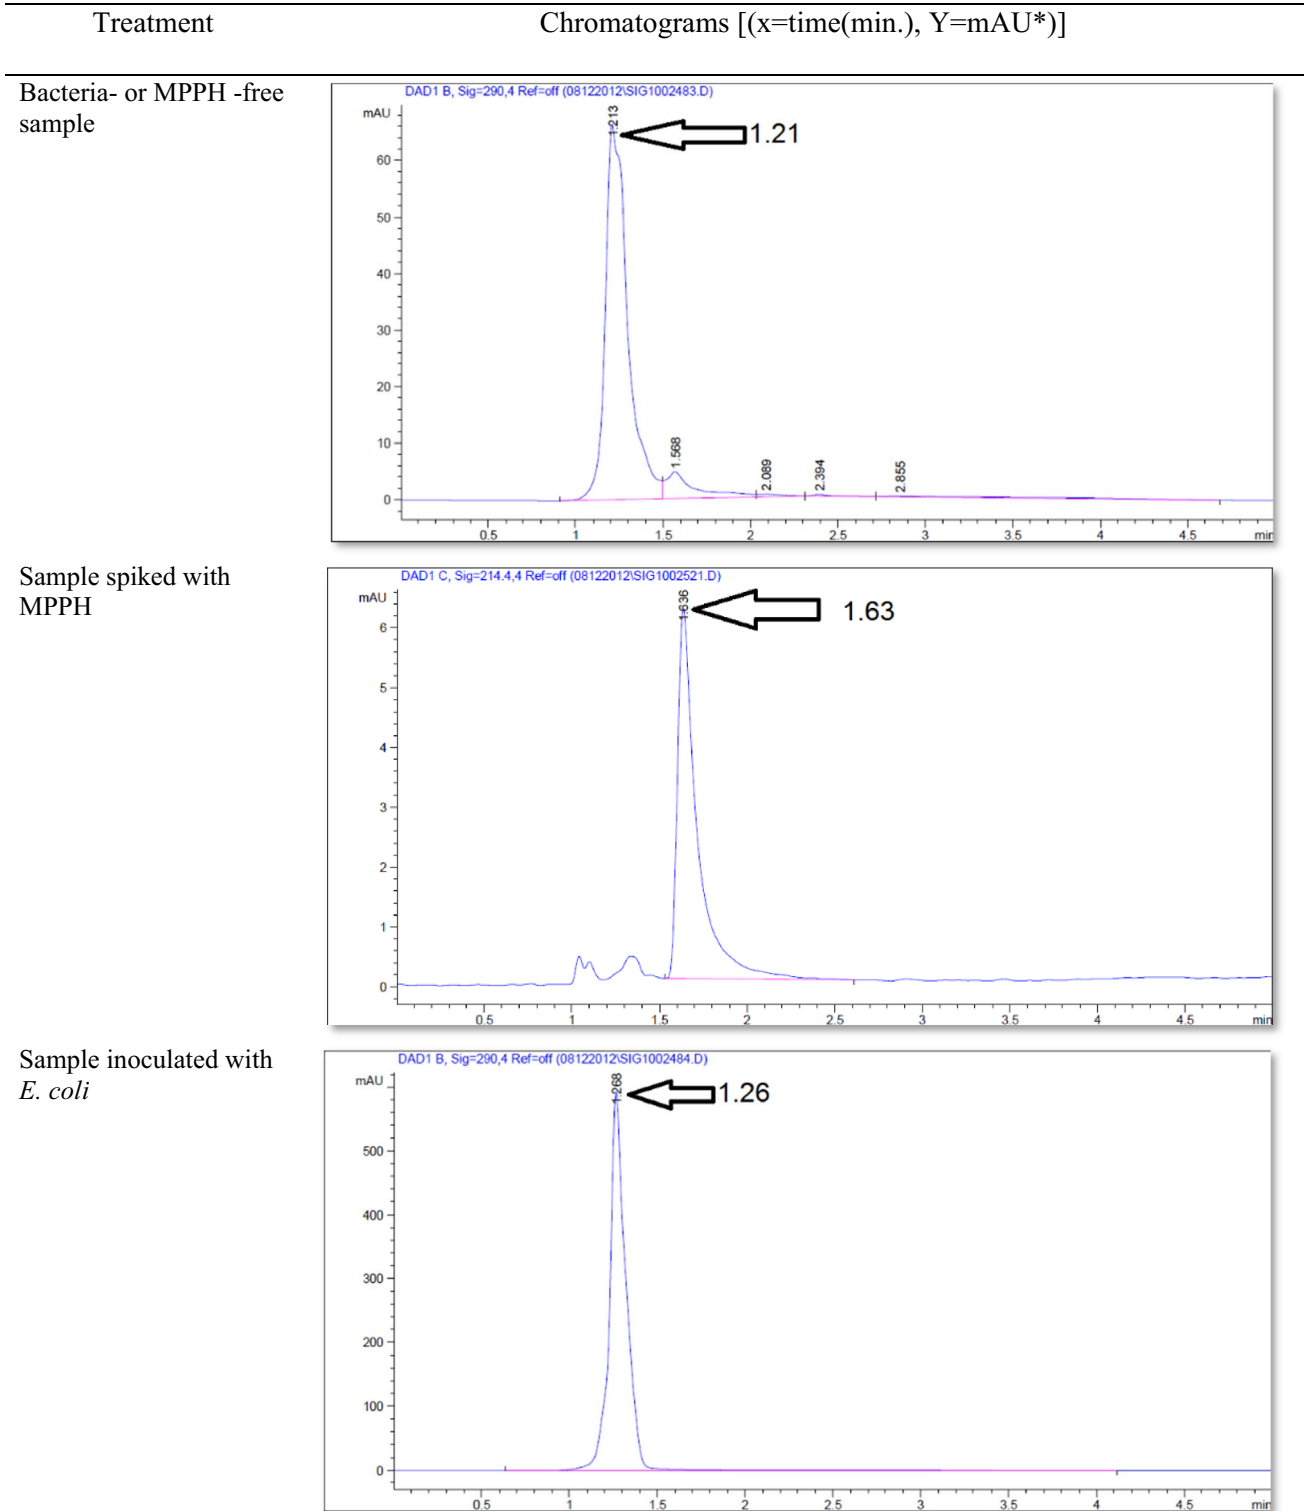 Treatment Chromatograms [(x=time(min.), Y=mAU*)]
Bacteria- or MPPH -free
sample
DAD1 B, Sig=290,4 Ref=off (08122012\SIG1002483.D)
mAU
1.213
1.21
60
50
40
30
20
10
0
1.568
2.089
2.394
2.855
0.5 1 1.5 2 2.5 3 3.5 4 4.5 min
Sample spiked with
MPPH
DAD1 C, Sig=214.4,4 Ref=off (08122012\SIG1002521.D)
mAU
1.636
1.63
6
5
4
3
2
1
0
0.5 1 1.5 2 2.5 3 3.5 4 4.5 min
Sample inoculated with
E. coli
DAD1 B, Sig=290,4 Ref=off (08122012\SIG1002484.D)
mAU
1.268
1.26
500
400
300
200
100
0
0.5 1 1.5 2 2.5 3 3.5 4 4.5 min